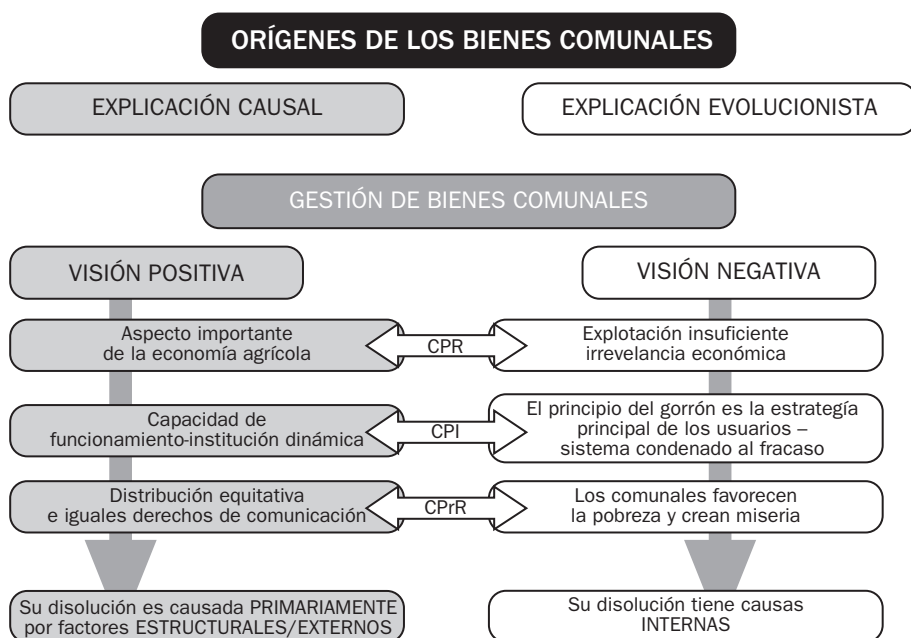 ORÍGENES DE LOS BIENES COMUNALES
EXPLICACIÓN CAUSAL
EXPLICACIÓN EVOLUCIONISTA
GESTIÓN DE BIENES COMUNALES
VISIÓN POSITIVA
VISIÓN NEGATIVA
Aspecto importante
de la economía agrícola
CPR
Explotación insuficiente
irrevelancia económica
Capacidad de
funcionamiento-institución dinámica
CPI
El principio del gorrón es la estrategía
principal de los usuarios –
sistema condenado al fracaso
Distribución equitativa
e iguales derechos de comunicación
CPrR
Los comunales favorecen
la pobreza y crean miseria
Su disolución es causada PRIMARIAMENTE
por factores ESTRUCTURALES/EXTERNOS
Su disolución tiene causas
INTERNAS